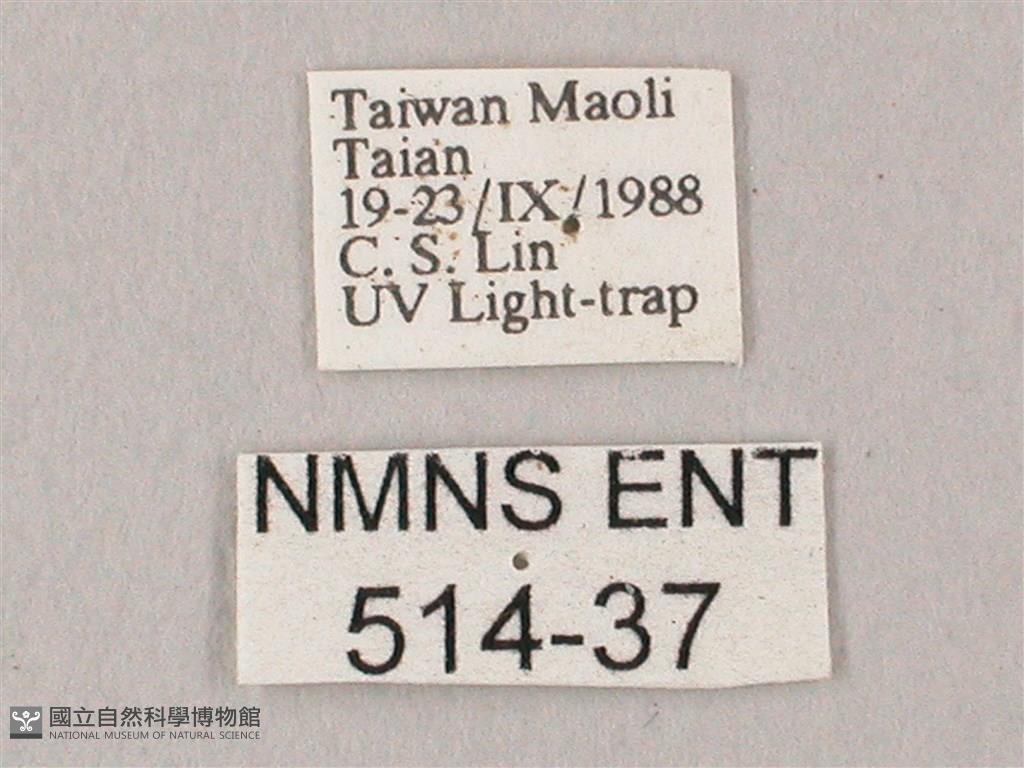 Taiwan Maoli
Taian
19-23/IX/1988
C. S. Lin
UV Light-trap
NMNS ENT
514-37
國立自然科學博物館
NATIONAL MUSEUM OF NATURAL SCIENCE